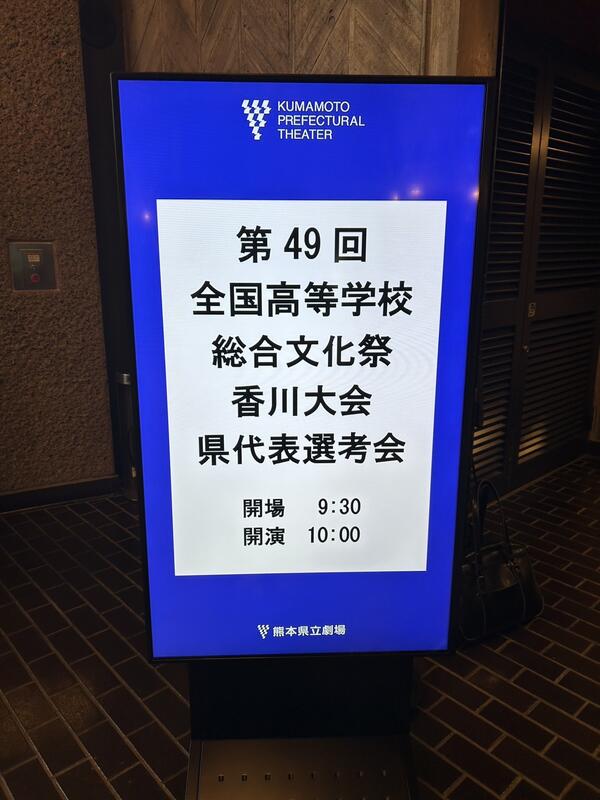 KUMAMOTO
PREFECTURAL
THEATER
第49回
全国高等学校
総合文化祭
香川大会
県代表選考会
開場 9:30
開演 10:00
熊本県立劇場